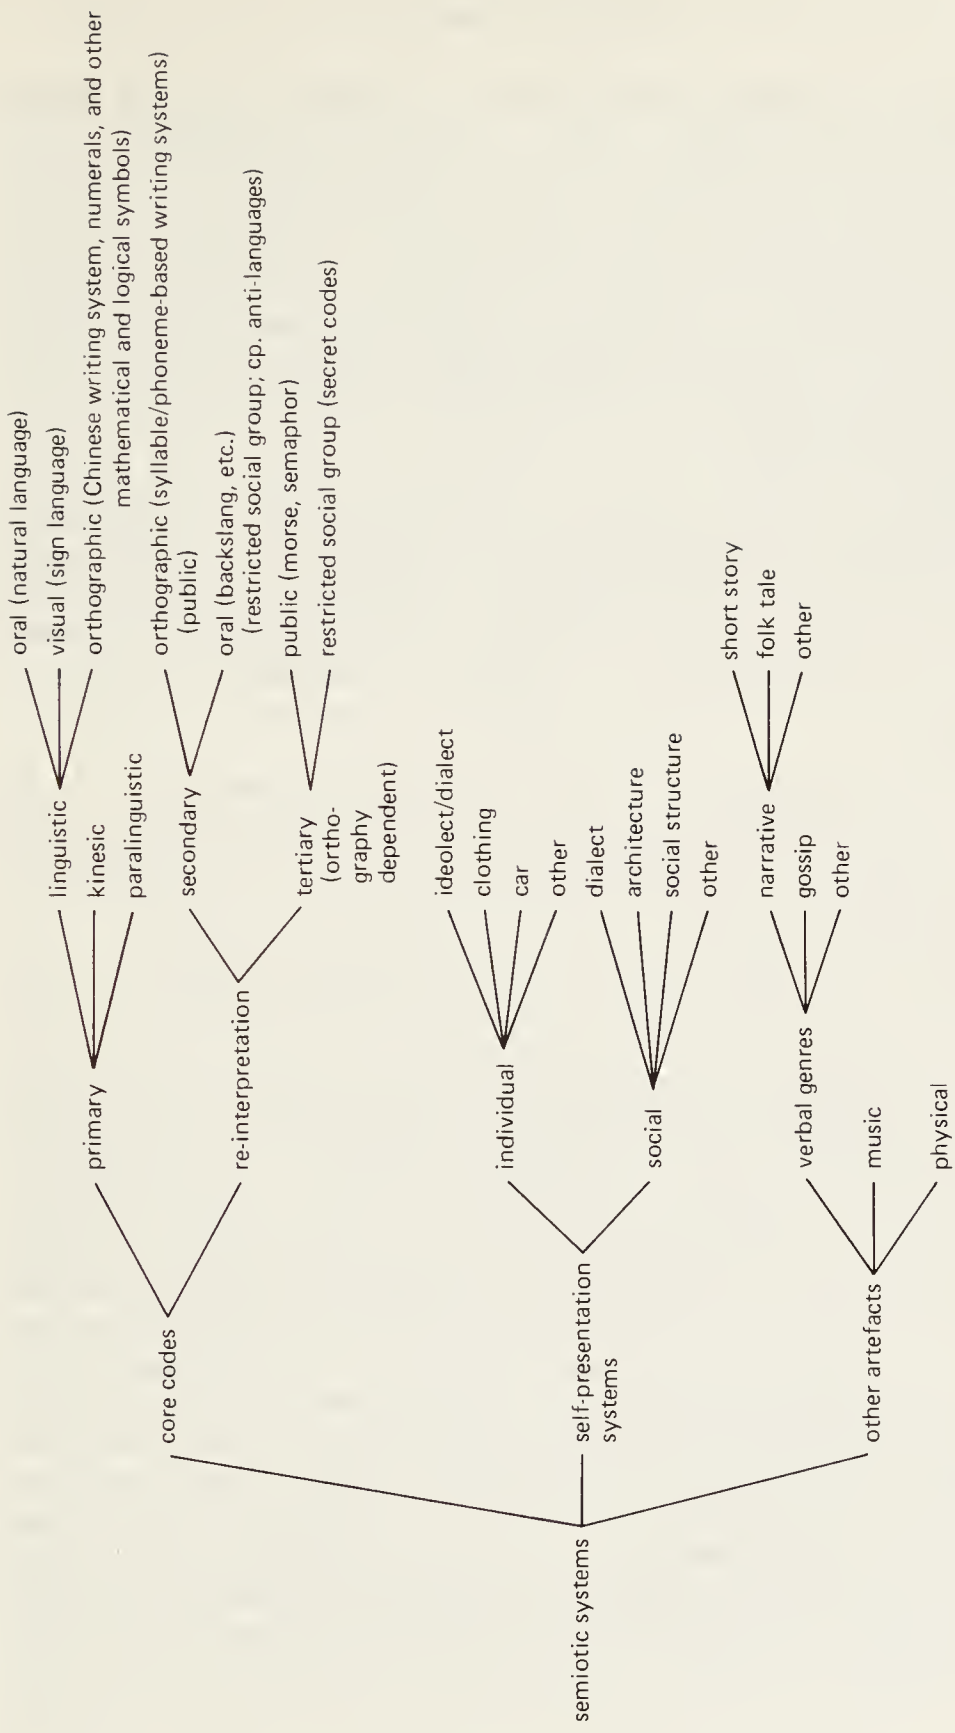 semiotic systems
core codes
primary
linguistic
oral (natural language)
visual (sign language)
orthographic (Chinese writing system, numerals, and other
mathematical and logical symbols)
kinesic
paralinguistic
re-interpretation
secondary
orthographic (syllable/phoneme-based writing systems)
(public)
oral (backslang, etc.)
(restricted social group; cp. anti-languages)
tertiary
(ortho-
graphy
dependent)
public (morse, semaphor)
restricted social group (secret codes)
self-presentation
systems
individual
ideolect/dialect
clothing
car
other
social
dialect
architecture
social structure
other
other artefacts
verbal genres
narrative
short story
folk tale
other
gossip
other
music
physical